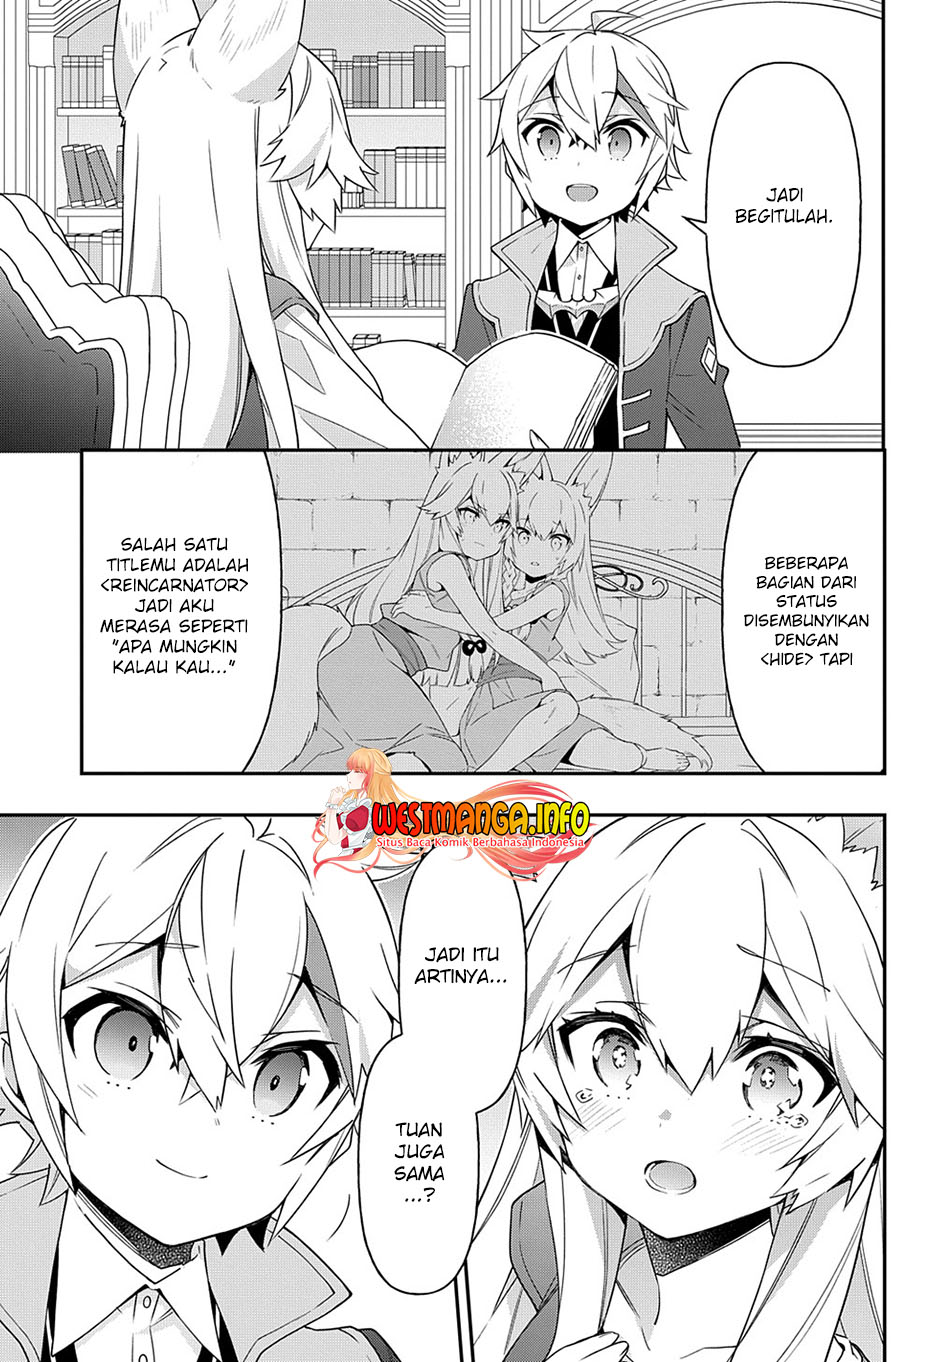 JADI
BEGITULAH.
BEBERAPA
BAGIAN DARI
STATUS
DISEMBUNYIKAN
DENGAN
<HIDE> TAPI
SALAH SATU
TITLEMU ADALAH
<REINCARNATOR>
JADI AKU
MERASA SEPERTI
"APA MUNGKIN
KALAU KAU..."
WESTMANGA.INFO
Situs Baca Komik Berbahasa Indonesia
JADI ITU
ARTINYA...
TUAN
JUGA
SAMA
...?